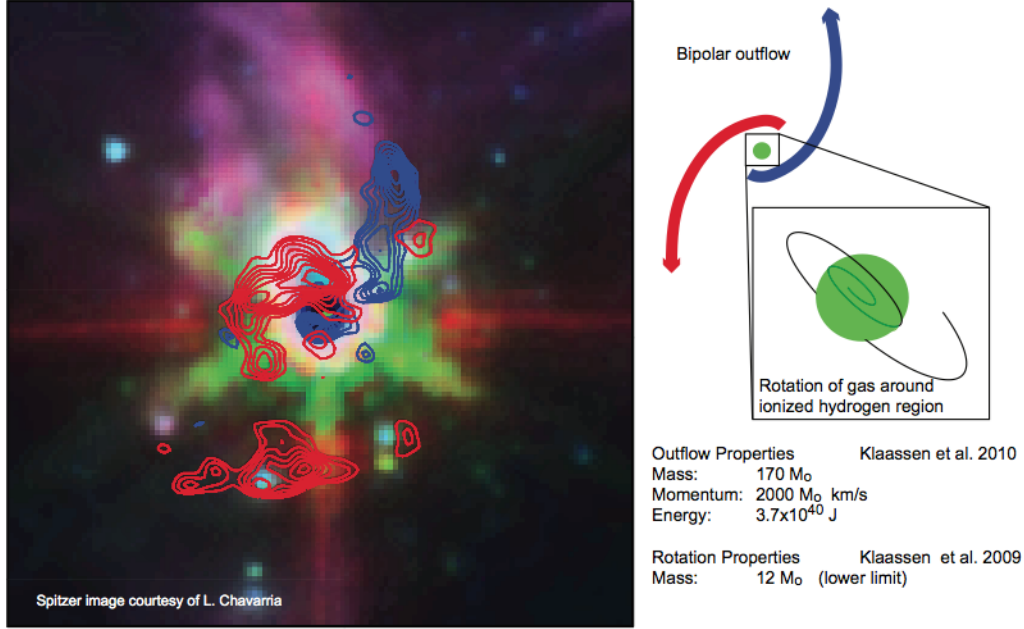 Bipolar outflow
Rotation of gas around
ionized hydrogen region
Outflow Properties Klaassen et al. 2010
Mass: 170 Mo
Momentum: 2000 Mo km/s
Energy: 3.7x10⁴⁰ J
Rotation Properties Klaassen et al. 2009
Mass: 12 Mo (lower limit)
Spitzer image courtesy of L. Chavarria